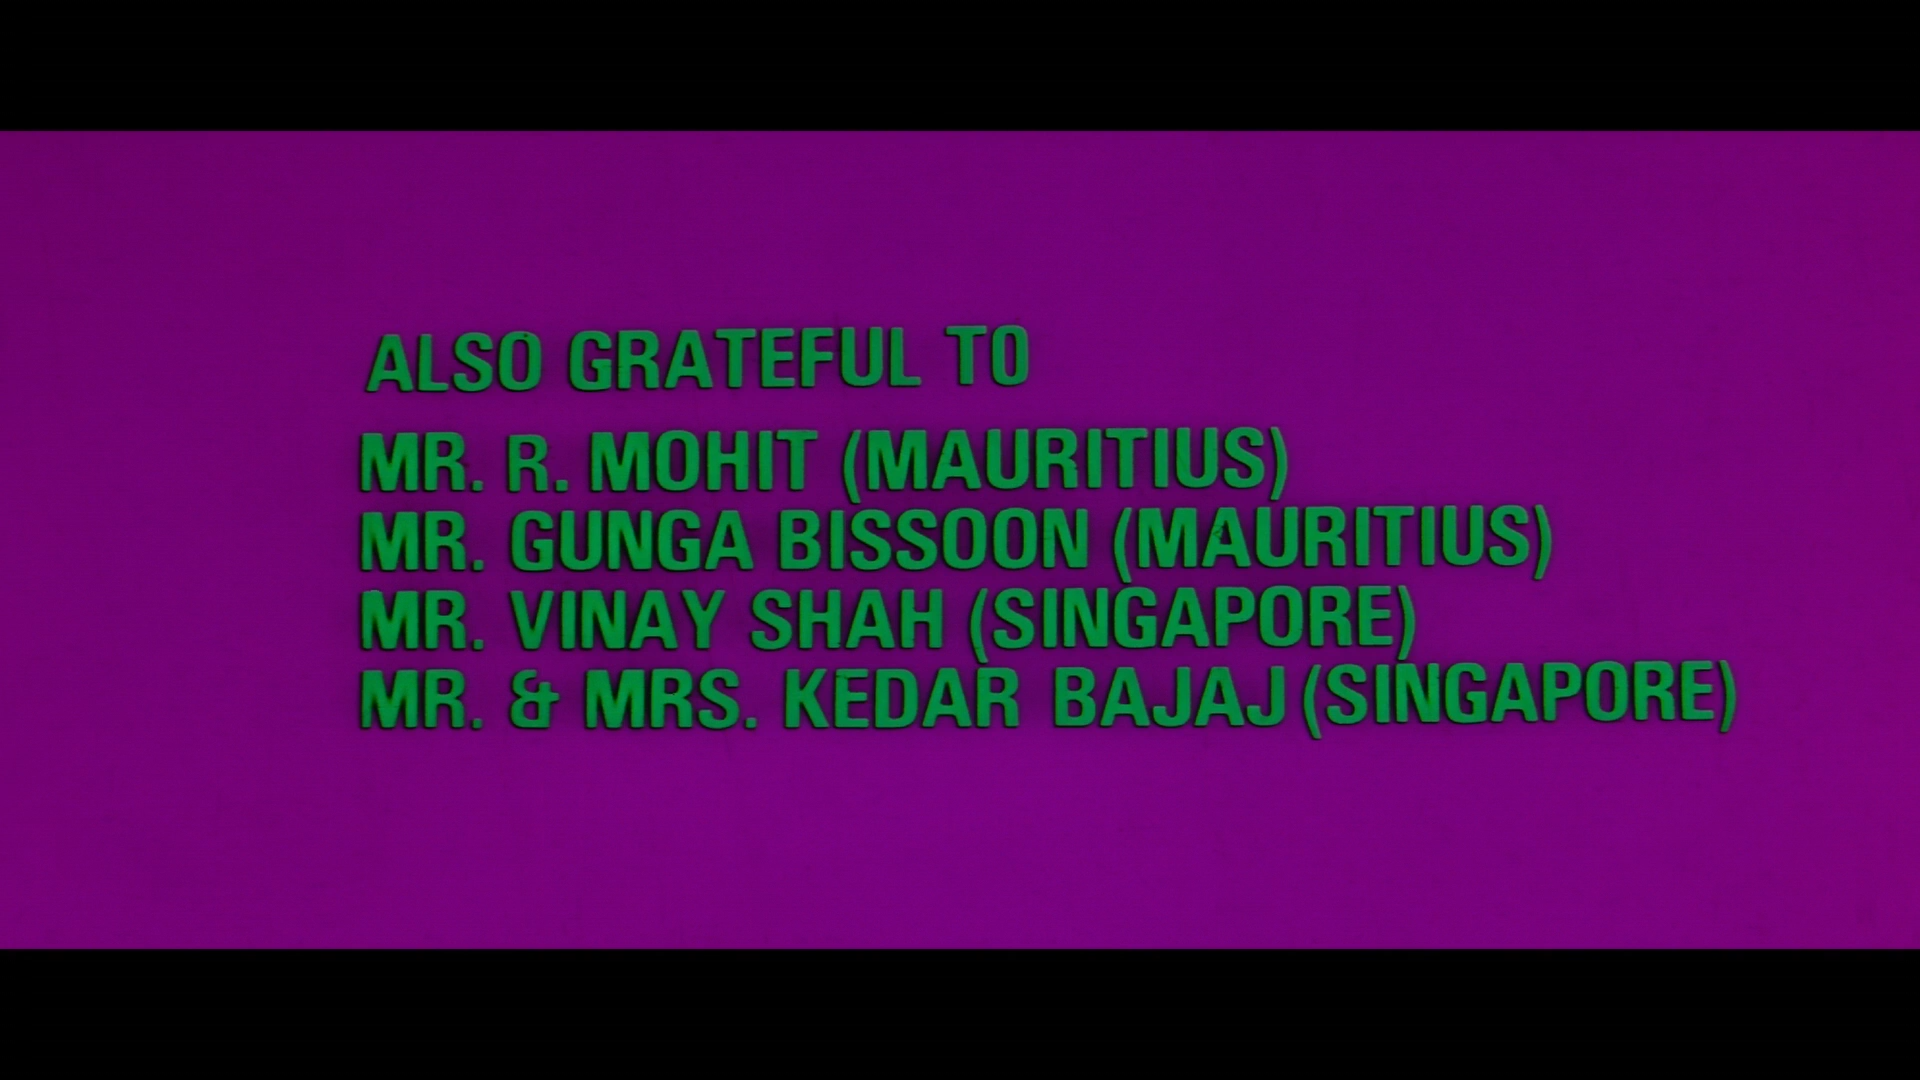 ALSO GRATEFUL TO
MR. R. MOHIT (MAURITIUS)
MR. GUNGA BISSOON (MAURITIUS)
MR. VINAY SHAH (SINGAPORE)
MR. & MRS. KEDAR BAJAJ (SINGAPORE)